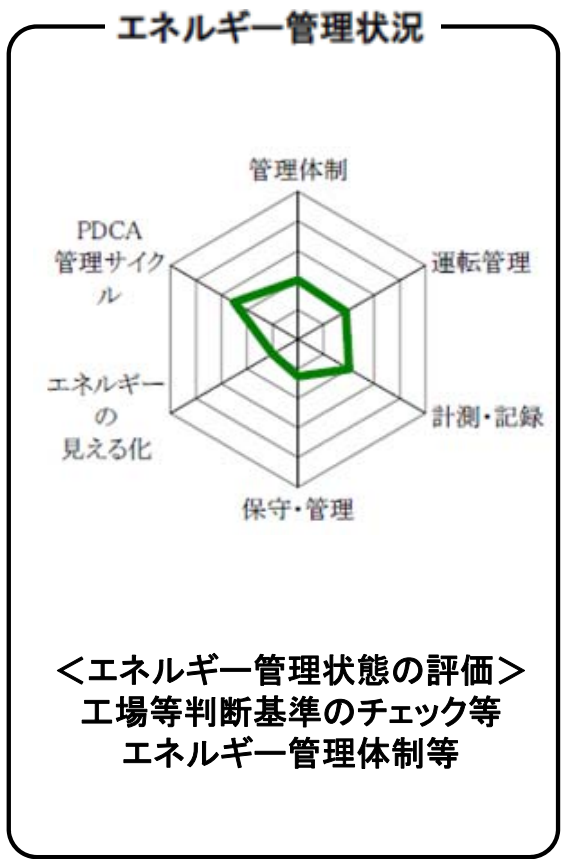 エネルギー管理状況
管理体制
PDCA
管理サイク
ル
運転管理
エネルギー
の
見える化
計測・記録
保守・管理
＜エネルギー管理状態の評価＞
工場等判断基準のチェック等
エネルギー管理体制等